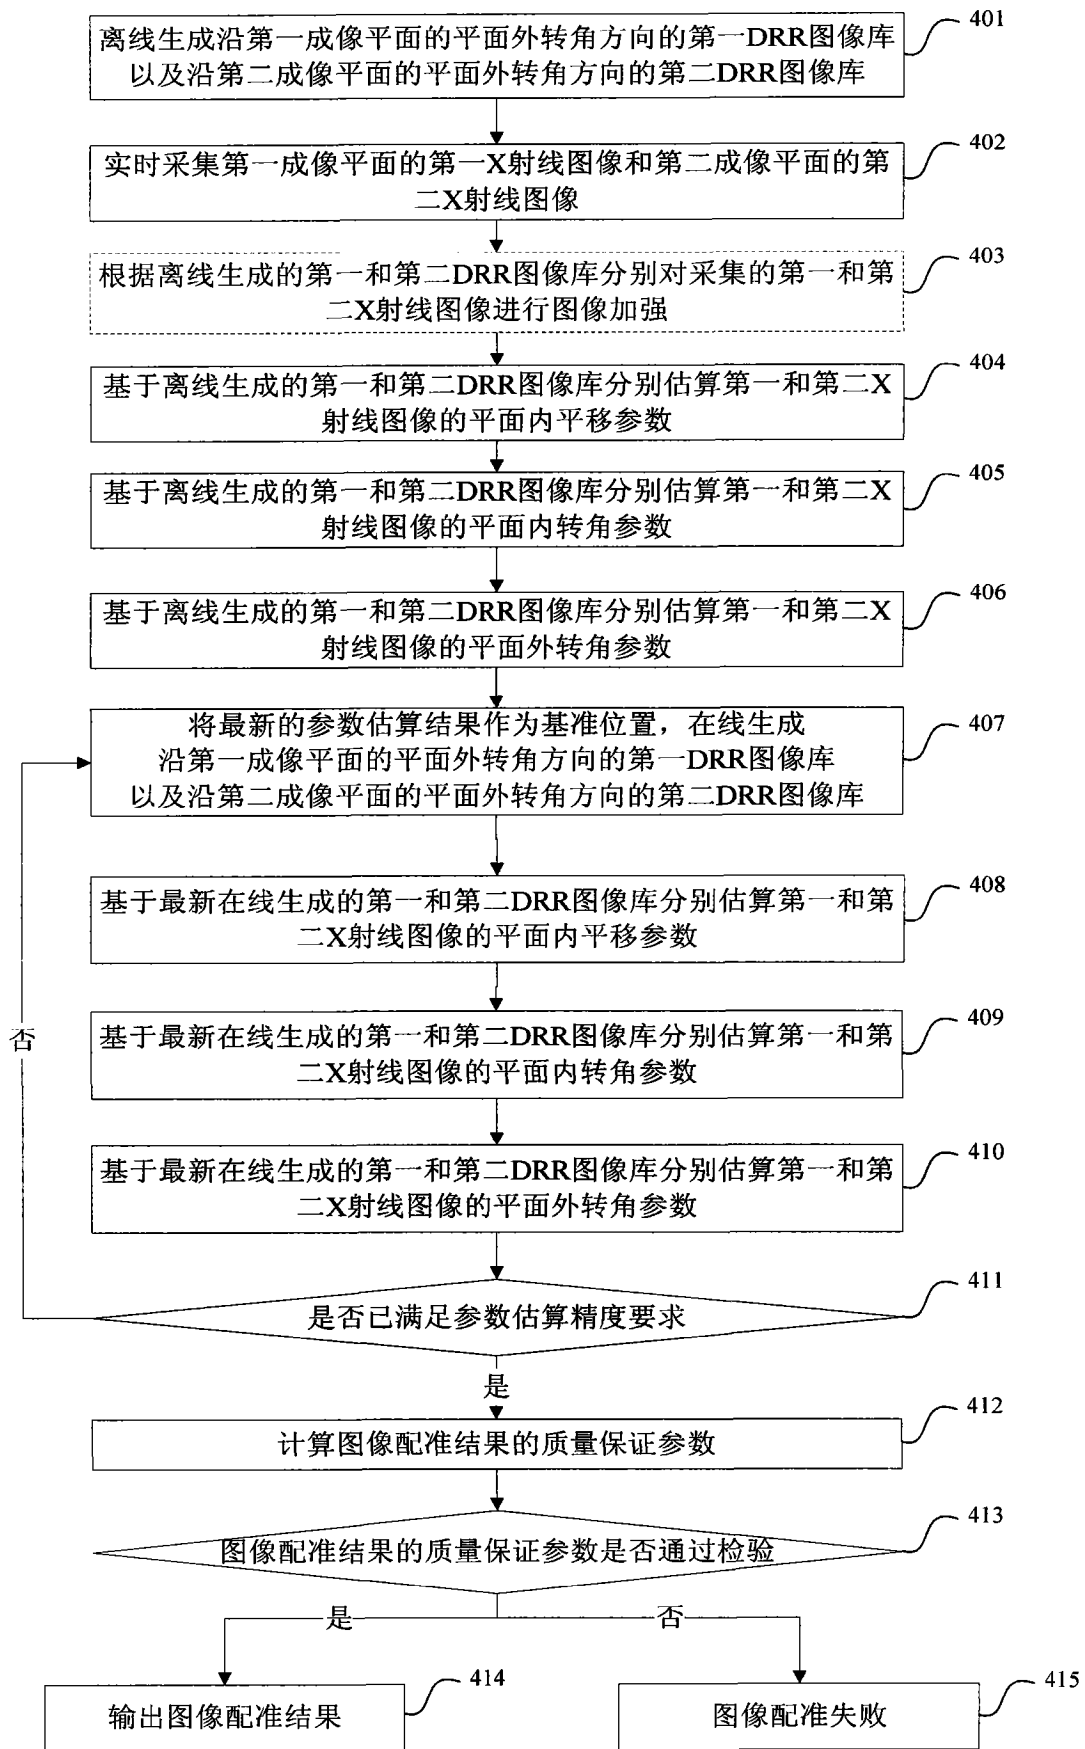 401
离线生成沿第一成像平面的平面外转角方向的第一DRR图像库
以及沿第二成像平面的平面外转角方向的第二DRR图像库
402
实时采集第一成像平面的第一X射线图像和第二成像平面的第
二X射线图像
403
根据离线生成的第一和第二DRR图像库分别对采集的第一和第
二X射线图像进行图像加强
404
基于离线生成的第一和第二DRR图像库分别估算第一和第二X
射线图像的平面内平移参数
405
基于离线生成的第一和第二DRR图像库分别估算第一和第二X
射线图像的平面内转角参数
406
基于离线生成的第一和第二DRR图像库分别估算第一和第二X
射线图像的平面外转角参数
407
将最新的参数估算结果作为基准位置，在线生成
沿第一成像平面的平面外转角方向的第一DRR图像库
以及沿第二成像平面的平面外转角方向的第二DRR图像库
408
基于最新在线生成的第一和第二DRR图像库分别估算第一和第
二X射线图像的平面内平移参数
409
否
基于最新在线生成的第一和第二DRR图像库分别估算第一和第
二X射线图像的平面内转角参数
410
基于最新在线生成的第一和第二DRR图像库分别估算第一和第
二X射线图像的平面外转角参数
411
是否已满足参数估算精度要求
是
412
计算图像配准结果的质量保证参数
413
图像配准结果的质量保证参数是否通过检验
是
否
414
415
输出图像配准结果
图像配准失败